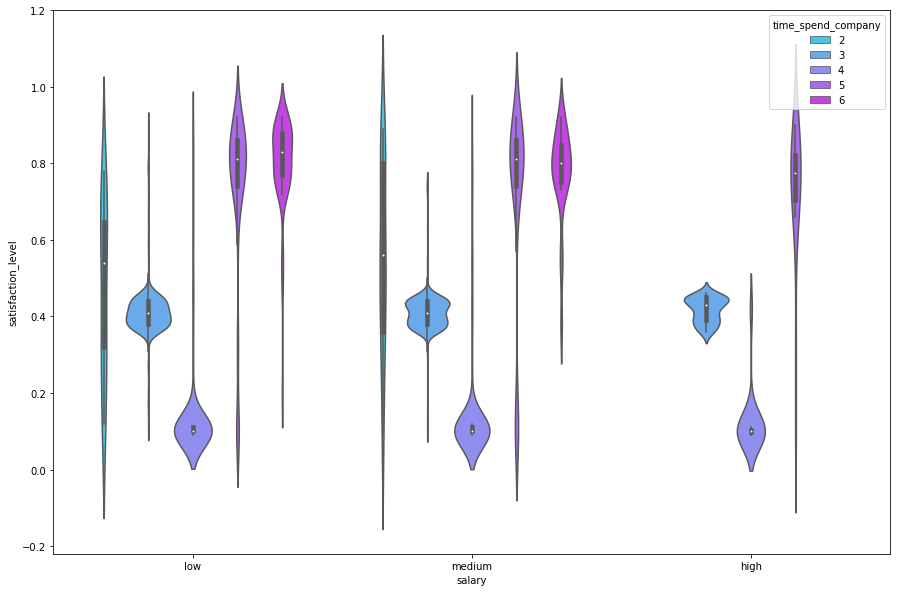 time_spend_company
2
3
4
5
6
1.2
1.0
0.8
0.6
0.4
0.2
0.0
−0.2
satisfaction_level
low
medium
high
salary